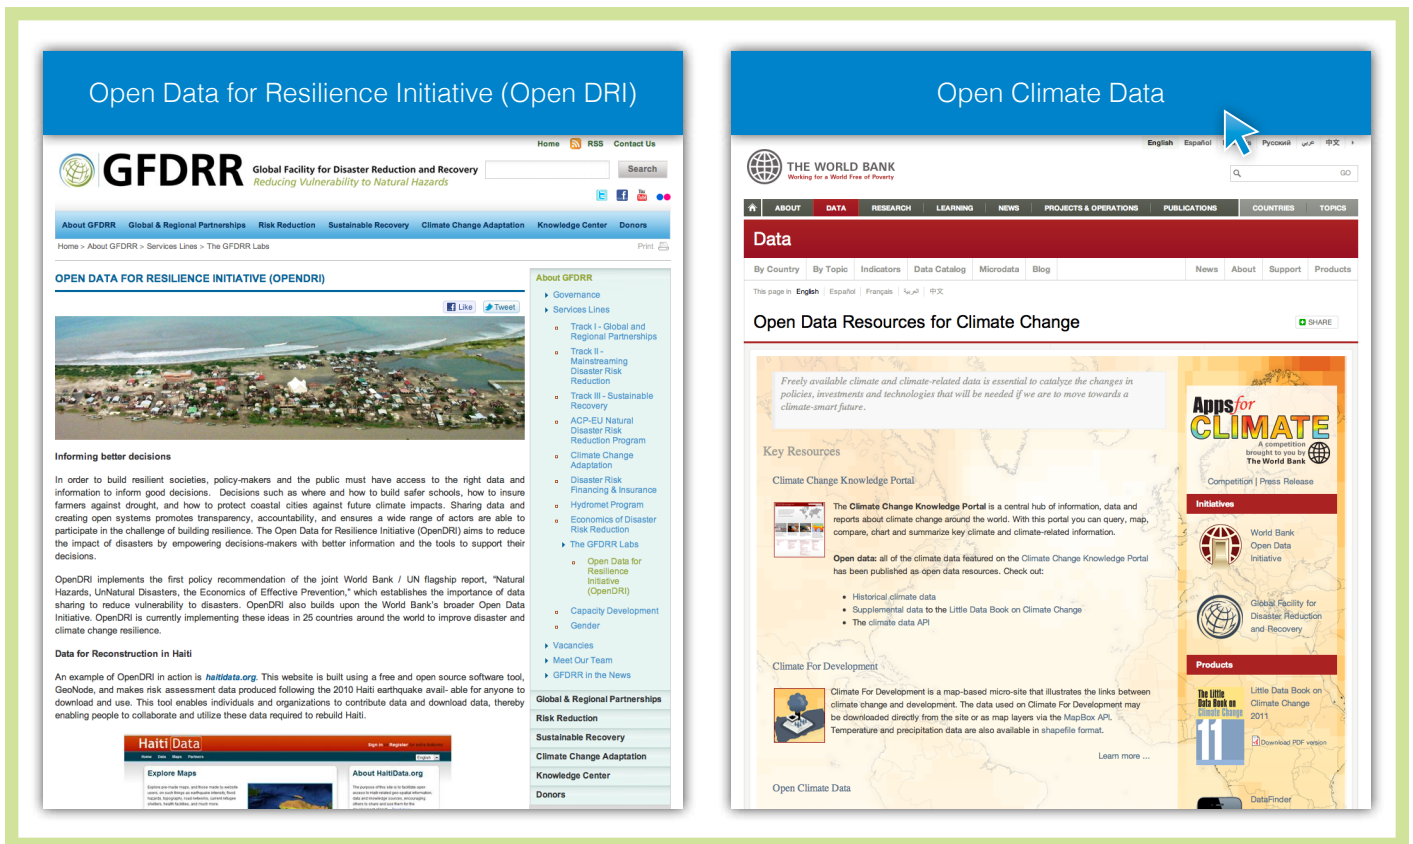 Open Data for Resilience Initiative (Open DRI)
Home RSS Contact Us
GFDRR Global Facility for Disaster Reduction and Recovery
Reducing Vulnerability to Natural Hazards
Search
About GFDRR Global & Regional Partnerships Risk Reduction Sustainable Recovery Climate Change Adaptation Knowledge Center Donors
Home > About GFDRR > Services Lines > The GFDRR Labs
Print
OPEN DATA FOR RESILIENCE INITIATIVE (OPENDRI)
Like Tweet
Informing better decisions
In order to build resilient societies, policy-makers and the public must have access to the right data and
information to inform good decisions. Decisions such as where and how to build safer schools, how to insure
farmers against drought, and how to protect coastal cities against future climate impacts. Sharing data and
creating open systems promotes transparency, accountability, and ensures a wide range of actors are able to
participate in the challenge of building resilience. The Open Data for Resilience Initiative (OpenDRI) aims to reduce
the impact of disasters by empowering decisions-makers with better information and the tools to support their
decisions.
OpenDRI implements the first policy recommendation of the joint World Bank / UN flagship report, "Natural
Hazards, UnNatural Disasters, the Economics of Effective Prevention," which establishes the importance of data
sharing to reduce vulnerability to disasters. OpenDRI also builds upon the World Bank's broader Open Data
Initiative. OpenDRI is currently implementing these ideas in 25 countries around the world to improve disaster and
climate change resilience.
Data for Reconstruction in Haiti
An example of OpenDRI in action is haitidata.org. This website is built using a free and open source software tool,
GeoNode, and makes risk assessment data produced following the 2010 Haiti earthquake avail- able for anyone to
download and use. This tool enables individuals and organizations to contribute data and download data, thereby
enabling people to collaborate and utilize these data required to rebuild Haiti.
Haiti Data
Sign in Register
Home Data Maps Partners
English
Explore Maps
About HaitiData.org
About GFDRR
Governance
Services Lines
Track I - Global and
Regional Partnerships
Track II -
Mainstreaming
Disaster Risk
Reduction
Track III - Sustainable
Recovery
ACP-EU Natural
Disaster Risk
Reduction Program
Climate Change
Adaptation
Disaster Risk
Financing & Insurance
Hydromet Program
Economics of Disaster
Risk Reduction
The GFDRR Labs
Open Data for
Resilience
Initiative
(OpenDRI)
Capacity Development
Gender
Vacancies
Meet Our Team
GFDRR in the News
Global & Regional Partnerships
Risk Reduction
Sustainable Recovery
Climate Change Adaptation
Knowledge Center
Donors
Open Climate Data
English Español Русский عربي 中文
THE WORLD BANK
Working for a World Free of Poverty
GO
ABOUT DATA RESEARCH LEARNING NEWS PROJECTS & OPERATIONS PUBLICATIONS COUNTRIES TOPICS
Data
By Country By Topic Indicators Data Catalog Microdata Blog News About Support Products
This page in English Español Français العربية 中文
Open Data Resources for Climate Change
SHARE
Freely available climate and climate-related data is essential to catalyze the changes in
policies, investments and technologies that will be needed if we are to move towards a
climate-smart future.
Key Resources
Climate Change Knowledge Portal
The Climate Change Knowledge Portal is a central hub of information, data and
reports about climate change around the world. With this portal you can query, map,
compare, chart and summarize key climate and climate-related information.
Open data: all of the climate data featured on the Climate Change Knowledge Portal
has been published as open data resources. Check out:
Historical climate data
Supplemental data to the Little Data Book on Climate Change
The climate data API
Climate For Development
Climate For Development is a map-based micro-site that illustrates the links between
climate change and development. The data used on Climate For Development may
be downloaded directly from the site or as map layers via the MapBox API.
Temperature and precipitation data are also available in shapefile format.
Learn more ...
Open Climate Data
Apps for
CLIMATE
A competition
brought to you by
The World Bank
Competition | Press Release
Initiatives
World Bank
Open Data
Initiative
Global Facility for
Disaster Reduction
and Recovery
Products
The Little
Data Book on
Climate Change
11
Little Data Book on
Climate Change
2011
Download PDF version
DataFinder